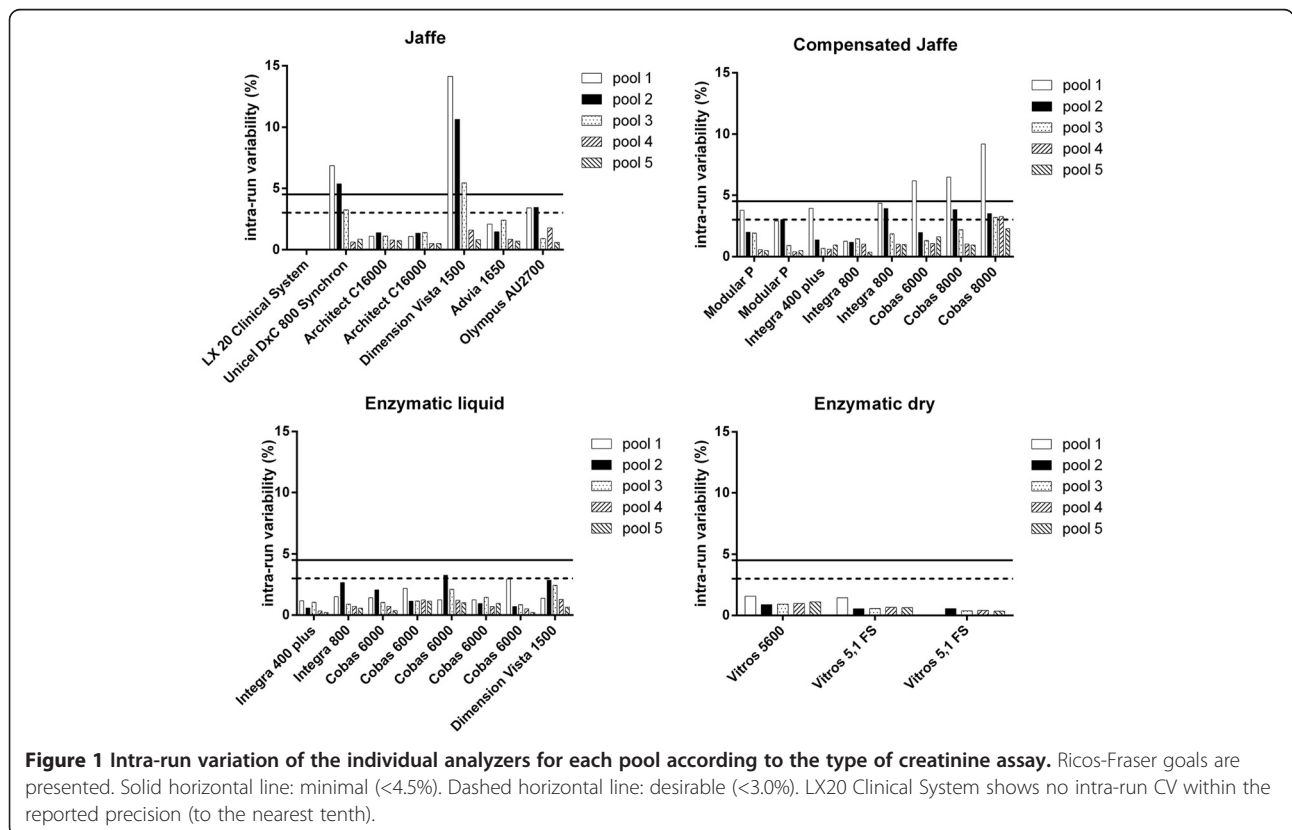 Jaffe
intra-run variability (%)
15
10
5
0
pool 1
pool 2
pool 3
pool 4
pool 5
LX 20 Clinical System
Unicel DxC 800 Synchron
Architect C16000
Architect C16000
Dimension Vista 1500
Advia 1650
Olympus AU2700
Compensated Jaffe
intra-run variability (%)
15
10
5
0
pool 1
pool 2
pool 3
pool 4
pool 5
Modular P
Modular P
Integra 400 plus
Integra 800
Integra 800
Cobas 6000
Cobas 8000
Cobas 8000
Enzymatic liquid
intra-run variability (%)
15
10
5
0
pool 1
pool 2
pool 3
pool 4
pool 5
Integra 400 plus
Integra 800
Cobas 6000
Cobas 6000
Cobas 6000
Cobas 6000
Cobas 6000
Dimension Vista 1500
Enzymatic dry
intra-run variability (%)
15
10
5
0
pool 1
pool 2
pool 3
pool 4
pool 5
Vitros 5600
Vitros 5,1 FS
Vitros 5,1 FS
Figure 1 Intra-run variation of the individual analyzers for each pool according to the type of creatinine assay. Ricos-Fraser goals are
presented. Solid horizontal line: minimal (<4.5%). Dashed horizontal line: desirable (<3.0%). LX20 Clinical System shows no intra-run CV within the
reported precision (to the nearest tenth).